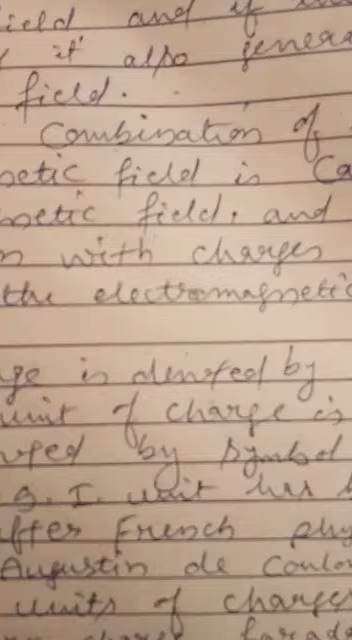 field and if
it also genera
field.
Combination of
netic field is Ca
netic field, and
n with charges
the electromagnetic
ge is denoted by
unit of charge is
by symbol
S.I. unit has
after French phy
Augustin de Coulo
units of charge